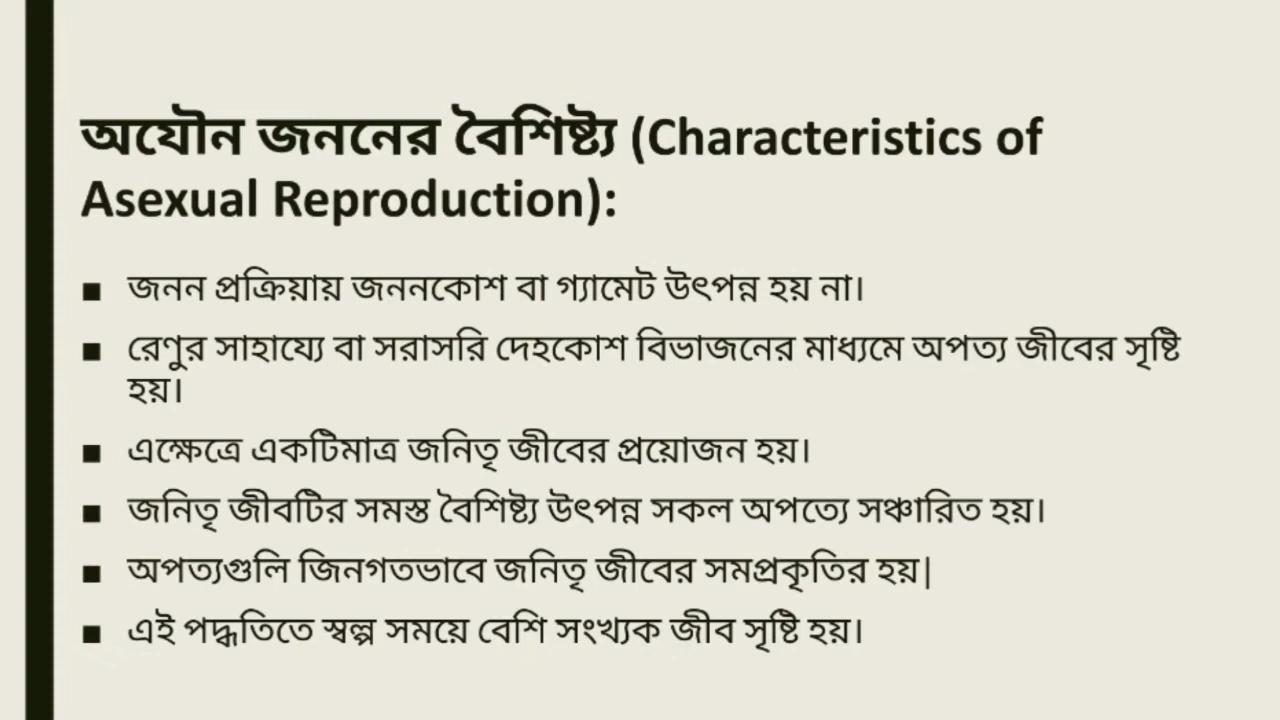 অযৌন জননের বৈশিষ্ট্য (Characteristics of
Asexual Reproduction):
■ জনন প্রক্রিয়ায় জননকোশ বা গ্যামেট উৎপন্ন হয় না।
■ রেণুর সাহায্যে বা সরাসরি দেহকোশ বিভাজনের মাধ্যমে অপত্য জীবের সৃষ্টি
হয়।
■ এক্ষেত্রে একটিমাত্র জনিতৃ জীবের প্রয়োজন হয়।
■ জনিতৃ জীবটির সমস্ত বৈশিষ্ট্য উৎপন্ন সকল অপত্যে সঞ্চারিত হয়।
■ অপত্যগুলি জিনগতভাবে জনিতৃ জীবের সমপ্রকৃতির হয়|
■ এই পদ্ধতিতে স্বল্প সময়ে বেশি সংখ্যক জীব সৃষ্টি হয়।